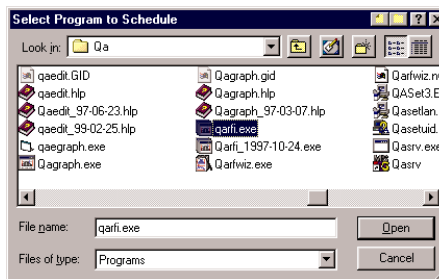 Select Program to Schedule
Look in: Qa
qaedit.GID Qagraph.gid Qarfwiz.n
qaedit.hlp Qagraph.hlp QASet3.E
Qaedit_97-06-23.hlp Qagraph_97-03-07.hlp Qasetlan.
qaedit_99-02-25.hlp qarfi.exe Qasetuid.
qaegraph.exe Qarfi_1997-10-24.exe Qasrv.exe
Qagraph.exe Qarfwiz.exe Qasrv
File name: qarfi.exe Open
Files of type: Programs Cancel